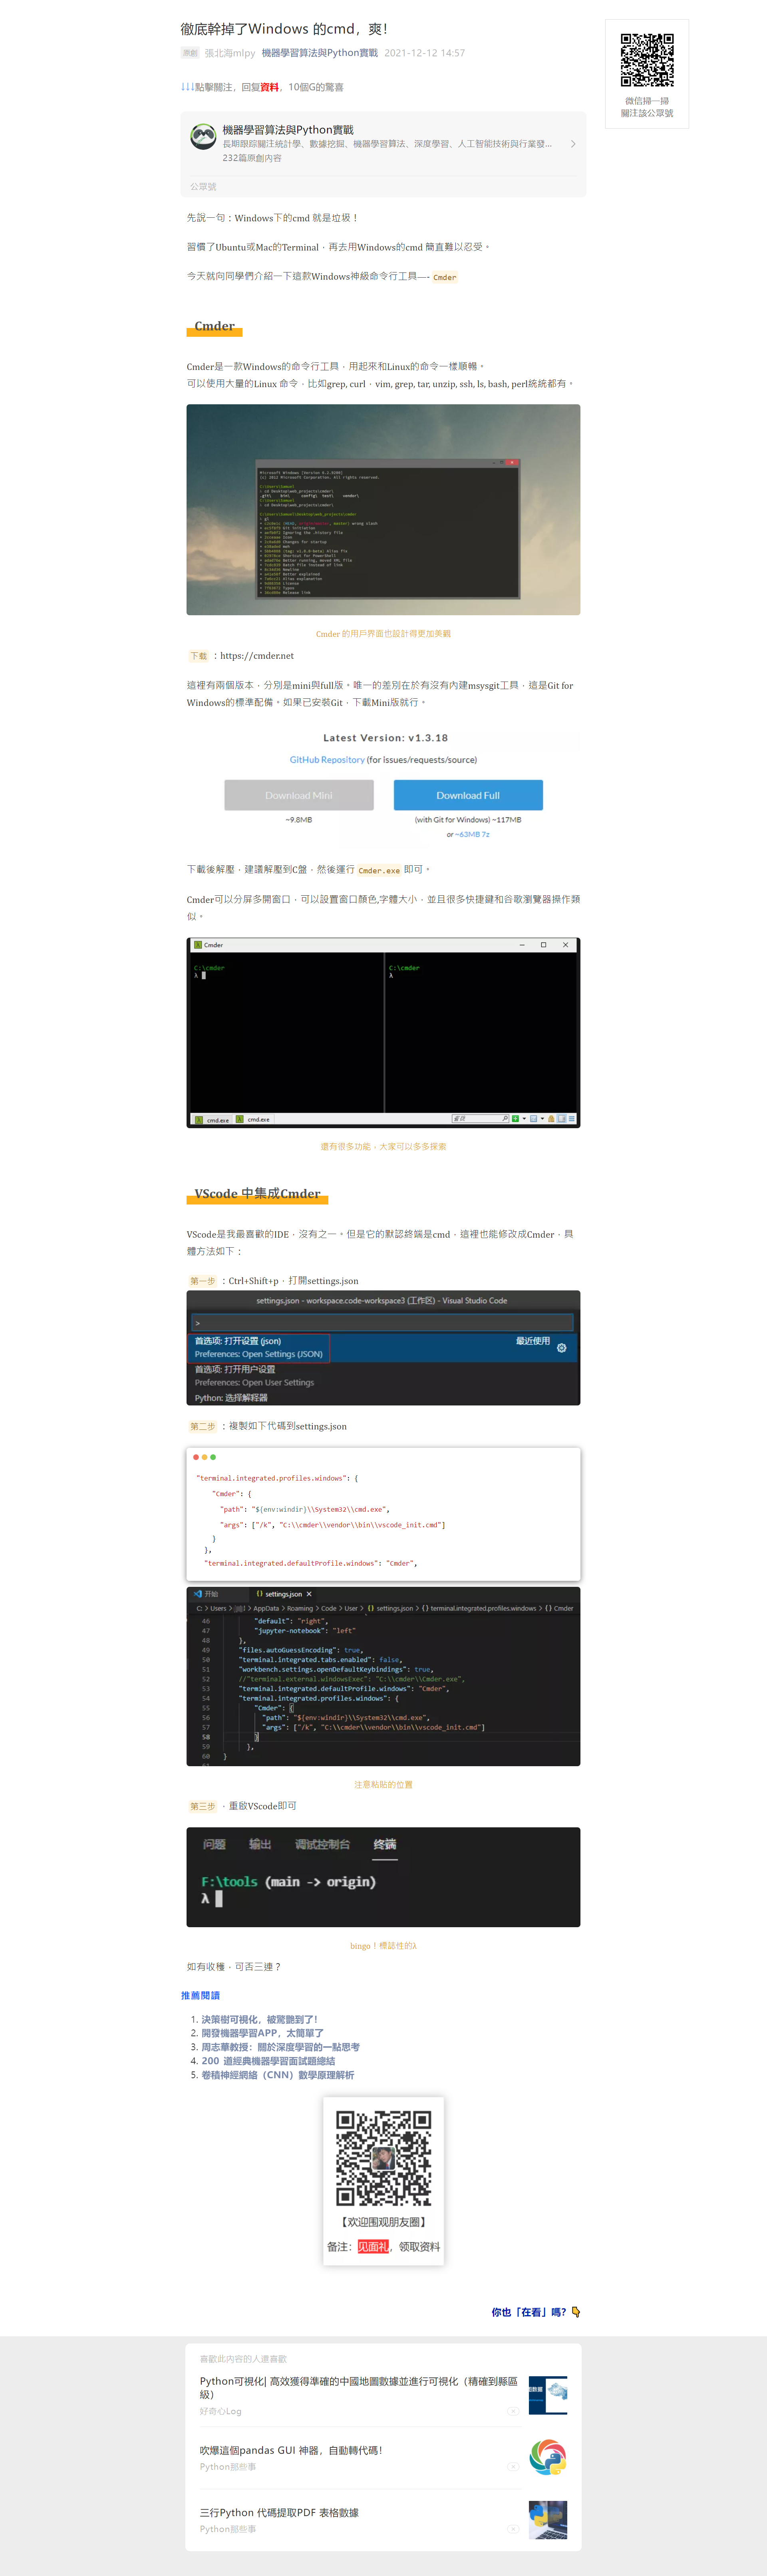 徹底幹掉了Windows 的cmd，爽！
原創 張北海mlpy 機器學習算法與Python實戰 2021-12-12 14:57
微信掃一掃
關注該公眾號
↓↓↓點擊關注，回复資料，10個G的驚喜
機器學習算法與Python實戰
長期跟踪關注統計學、數據挖掘、機器學習算法、深度學習、人工智能技術與行業發...
232篇原創內容
公眾號
先說一句：Windows下的cmd 就是垃圾！
習慣了Ubuntu或Mac的Terminal，再去用Windows的cmd 簡直難以忍受。
今天就向同學們介紹一下這款Windows神級命令行工具—- Cmder
Cmder
Cmder是一款Windows的命令行工具，用起來和Linux的命令一樣順暢。
可以使用大量的Linux 命令，比如grep, curl，vim, grep, tar, unzip, ssh, ls, bash, perl統統都有。
Cmder 的用戶界面也設計得更加美觀
下載 ：https://cmder.net
這裡有兩個版本，分別是mini與full版。唯一的差別在於有沒有內建msysgit工具，這是Git for
Windows的標準配備。如果已安裝Git，下載Mini版就行。
Latest Version: v1.3.18
GitHub Repository (for issues/requests/source)
Download Mini
Download Full
~9.8MB
(with Git for Windows) ~117MB
or ~63MB 7z
下載後解壓，建議解壓到C盤，然後運行 Cmder.exe 即可。
Cmder可以分屏多開窗口，可以設置窗口顏色,字體大小，並且很多快捷鍵和谷歌瀏覽器操作類
似。
Cmder
C:\cmder
λ
C:\cmder
λ
cmd.exe cmd.exe
還有很多功能，大家可以多多探索
VScode 中集成Cmder
VScode是我最喜歡的IDE，沒有之一。但是它的默認終端是cmd，這裡也能修改成Cmder，具
體方法如下：
第一步 ：Ctrl+Shift+p，打開settings.json
settings.json - workspace.code-workspace3 (工作区) - Visual Studio Code
>
首选项: 打开设置 (json) 最近使用
Preferences: Open Settings (JSON)
首选项: 打开用户设置
Preferences: Open User Settings
Python: 选择解释器
第二步 ：複製如下代碼到settings.json
"terminal.integrated.profiles.windows": {
"Cmder": {
"path": "${env:windir}\\System32\\cmd.exe",
"args": ["/k", "C:\\cmder\\vendor\\bin\\vscode_init.cmd"]
}
},
"terminal.integrated.defaultProfile.windows": "Cmder",
开始 {} settings.json ×
C: > Users > AppData > Roaming > Code > User > {} settings.json > {} terminal.integrated.profiles.windows > {} Cmder
46 "default": "right",
47 "jupyter-notebook": "left"
48 },
49 "files.autoGuessEncoding": true,
50 "terminal.integrated.tabs.enabled": false,
51 "workbench.settings.openDefaultKeybindings": true,
52 //"terminal.external.windowsExec": "C:\\cmder\\Cmder.exe",
53 "terminal.integrated.defaultProfile.windows": "Cmder",
54 "terminal.integrated.profiles.windows": {
55 "Cmder": {
56 "path": "${env:windir}\\System32\\cmd.exe",
57 "args": ["/k", "C:\\cmder\\vendor\\bin\\vscode_init.cmd"]
58 }
59 },
60 }
注意粘貼的位置
第三步 ，重啟VScode即可
问题 输出 调试控制台 终端
F:\tools (main -> origin)
λ
bingo！標誌性的λ
如有收穫，可否三連？
推薦閱讀
1. 決策樹可視化，被驚艷到了！
2. 開發機器學習APP，太簡單了
3. 周志華教授：關於深度學習的一點思考
4. 200 道經典機器學習面試題總結
5. 卷積神經網絡（CNN）數學原理解析
【欢迎围观朋友圈】
备注：见面礼，领取资料
你也「在看」嗎？👇
喜歡此內容的人還喜歡
Python可視化| 高效獲得準確的中國地圖數據並進行可視化（精確到縣區
級）
好奇心Log
吹爆這個pandas GUI 神器，自動轉代碼！
Python那些事
三行Python 代碼提取PDF 表格數據
Python那些事